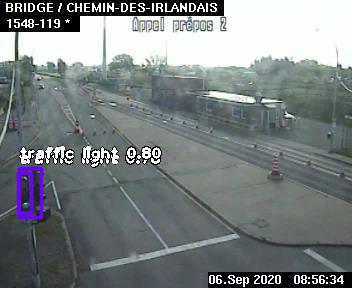 BRIDGE / CHEMIN-DES-IRLANDAIS
1548-119 *
Appel prépos 2
traffic light 0.80
06.Sep 2020 08:56:34